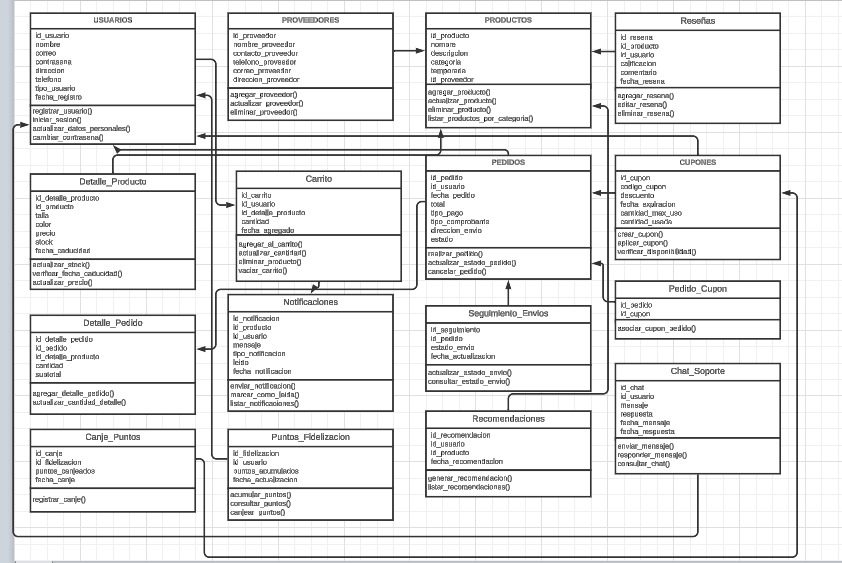 USUARIOS
id_usuario
nombre
correo
contrasena
direccion
telefono
tipo_usuario
fecha_registro
registrar_usuario()
iniciar_sesion()
actualizar_datos_personales()
cambiar_contrasena()
PROVEEDORES
id_proveedor
nombre_proveedor
contacto_proveedor
telefono_proveedor
correo_proveedor
direccion_proveedor
agregar_proveedor()
actualizar_proveedor()
eliminar_proveedor()
PRODUCTOS
id_producto
nombre
descripcion
categoria
temporada
id_proveedor
agregar_producto()
actualizar_producto()
eliminar_producto()
listar_productos_por_categoria()
Reseñas
id_resena
id_producto
id_usuario
calificacion
comentario
fecha_resena
agregar_resena()
editar_resena()
eliminar_resena()
Detalle_Producto
id_detalle_producto
id_producto
talla
color
precio
stock
fecha_caducidad
actualizar_stock()
verificar_fecha_caducidad()
actualizar_precio()
Carrito
id_carrito
id_usuario
id_detalle_producto
cantidad
fecha_agregado
agregar_al_carrito()
actualizar_cantidad()
eliminar_producto()
vaciar_carrito()
PEDIDOS
id_pedido
id_usuario
fecha_pedido
total
tipo_pago
tipo_comprobante
direccion_envio
estado
realizar_pedido()
actualizar_estado_pedido()
cancelar_pedido()
CUPONES
id_cupon
codigo_cupon
descuento
fecha_expiracion
cantidad_max_uso
cantidad_usada
crear_cupon()
aplicar_cupon()
verificar_disponibilidad()
Detalle_Pedido
id_detalle_pedido
id_pedido
id_detalle_producto
cantidad
subtotal
agregar_detalle_pedido()
actualizar_cantidad_detalle()
Notificaciones
id_notificacion
id_producto
id_usuario
mensaje
tipo_notificacion
leido
fecha_notificacion
enviar_notificacion()
marcar_como_leida()
listar_notificaciones()
Seguimiento_Envios
id_seguimiento
id_pedido
estado_envio
fecha_actualizacion
actualizar_estado_envio()
consultar_estado_envio()
Pedido_Cupon
id_pedido
id_cupon
asociar_cupon_pedido()
Canje_Puntos
id_canje
id_fidelizacion
puntos_canjeados
fecha_canje
registrar_canje()
Puntos_Fidelizacion
id_fidelizacion
id_usuario
puntos_acumulados
fecha_actualizacion
acumular_puntos()
consultar_puntos()
canjear_puntos()
Recomendaciones
id_recomendacion
id_usuario
id_producto
fecha_recomendacion
generar_recomendacion()
listar_recomendaciones()
Chat_Soporte
id_chat
id_usuario
mensaje
respuesta
fecha_mensaje
fecha_respuesta
enviar_mensaje()
responder_mensaje()
consultar_chat()